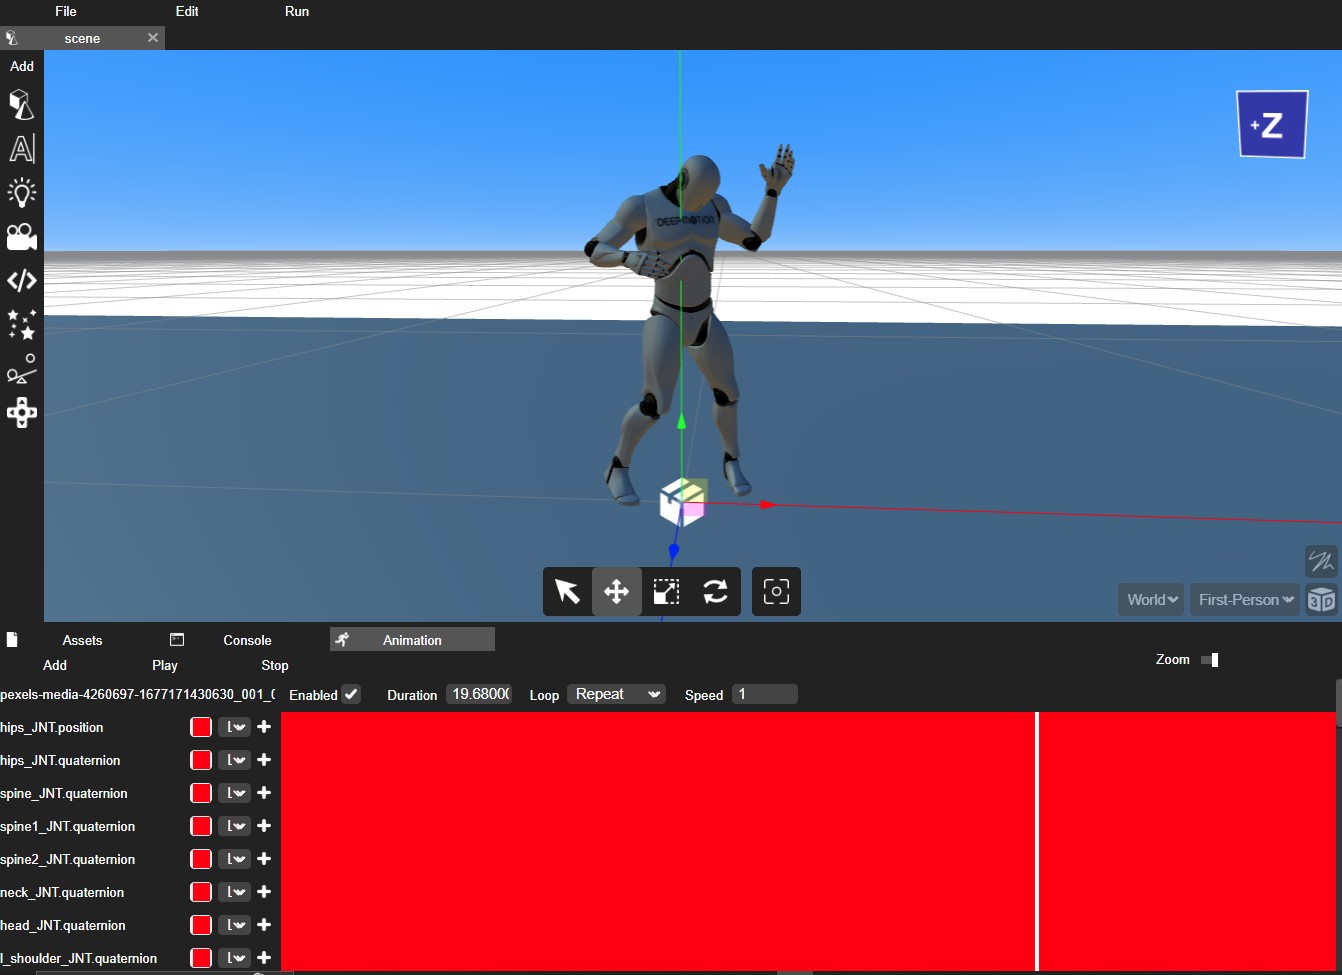 File Edit Run
scene
Add
+Z
DEEPMOTION
World First-Person 3D
Assets Console Animation
Add Play Stop Zoom
pexels-media-4260697-1677171430630_001_ Enabled Duration 19.6800 Loop Repeat Speed 1
hips_JNT.position
hips_JNT.quaternion
spine_JNT.quaternion
spine1_JNT.quaternion
spine2_JNT.quaternion
neck_JNT.quaternion
head_JNT.quaternion
l_shoulder_JNT.quaternion